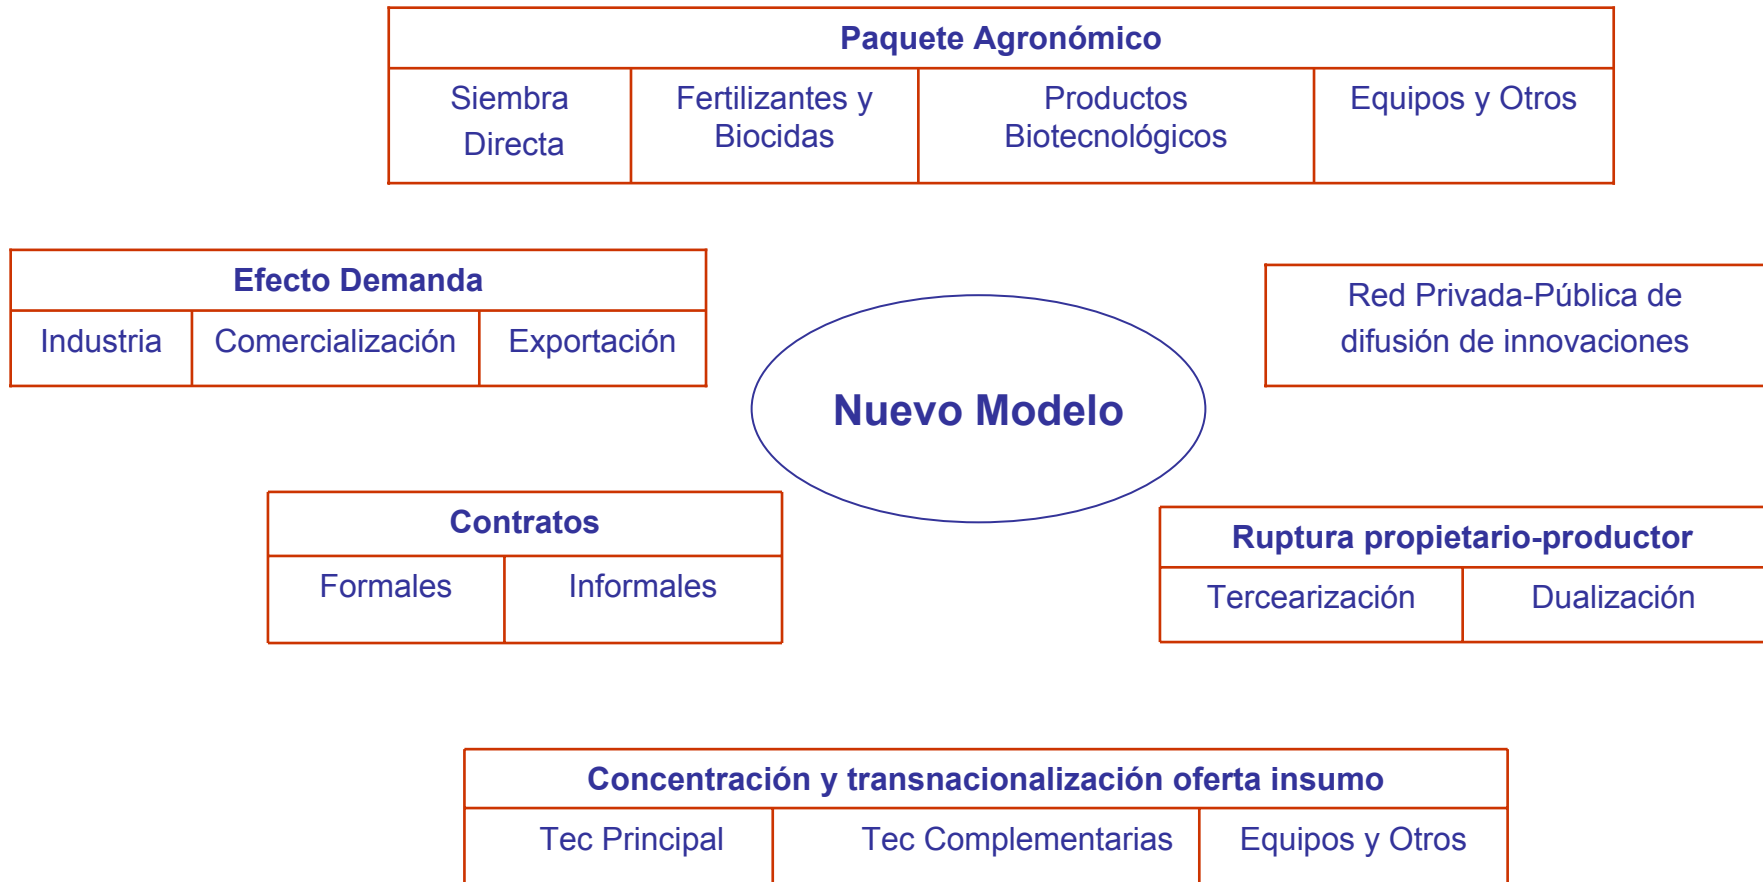 Paquete Agronómico
Siembra
Directa
Fertilizantes y
Biocidas
Productos
Biotecnológicos
Equipos y Otros
Efecto Demanda
Industria
Comercialización
Exportación
Red Privada-Pública de
difusión de innovaciones
Nuevo Modelo
Contratos
Formales
Informales
Ruptura propietario-productor
Tercearización
Dualización
Concentración y transnacionalización oferta insumo
Tec Principal
Tec Complementarias
Equipos y Otros